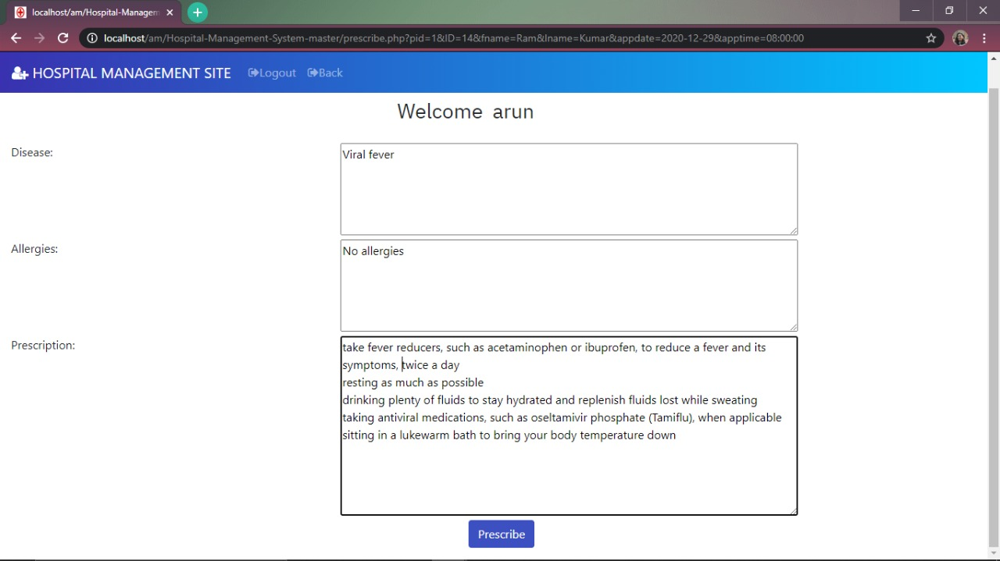 localhost/am/Hospital-Managem
localhost/am/Hospital-Management-System-master/prescribe.php?pid=1&ID=14&fname=Ram&lname=Kumar&appdate=2020-12-29&apptime=08:00:00
HOSPITAL MANAGEMENT SITE Logout Back
Welcome arun
Disease:
Viral fever
Allergies:
No allergies
Prescription:
take fever reducers, such as acetaminophen or ibuprofen, to reduce a fever and its
symptoms, twice a day
resting as much as possible
drinking plenty of fluids to stay hydrated and replenish fluids lost while sweating
taking antiviral medications, such as oseltamivir phosphate (Tamiflu), when applicable
sitting in a lukewarm bath to bring your body temperature down
Prescribe